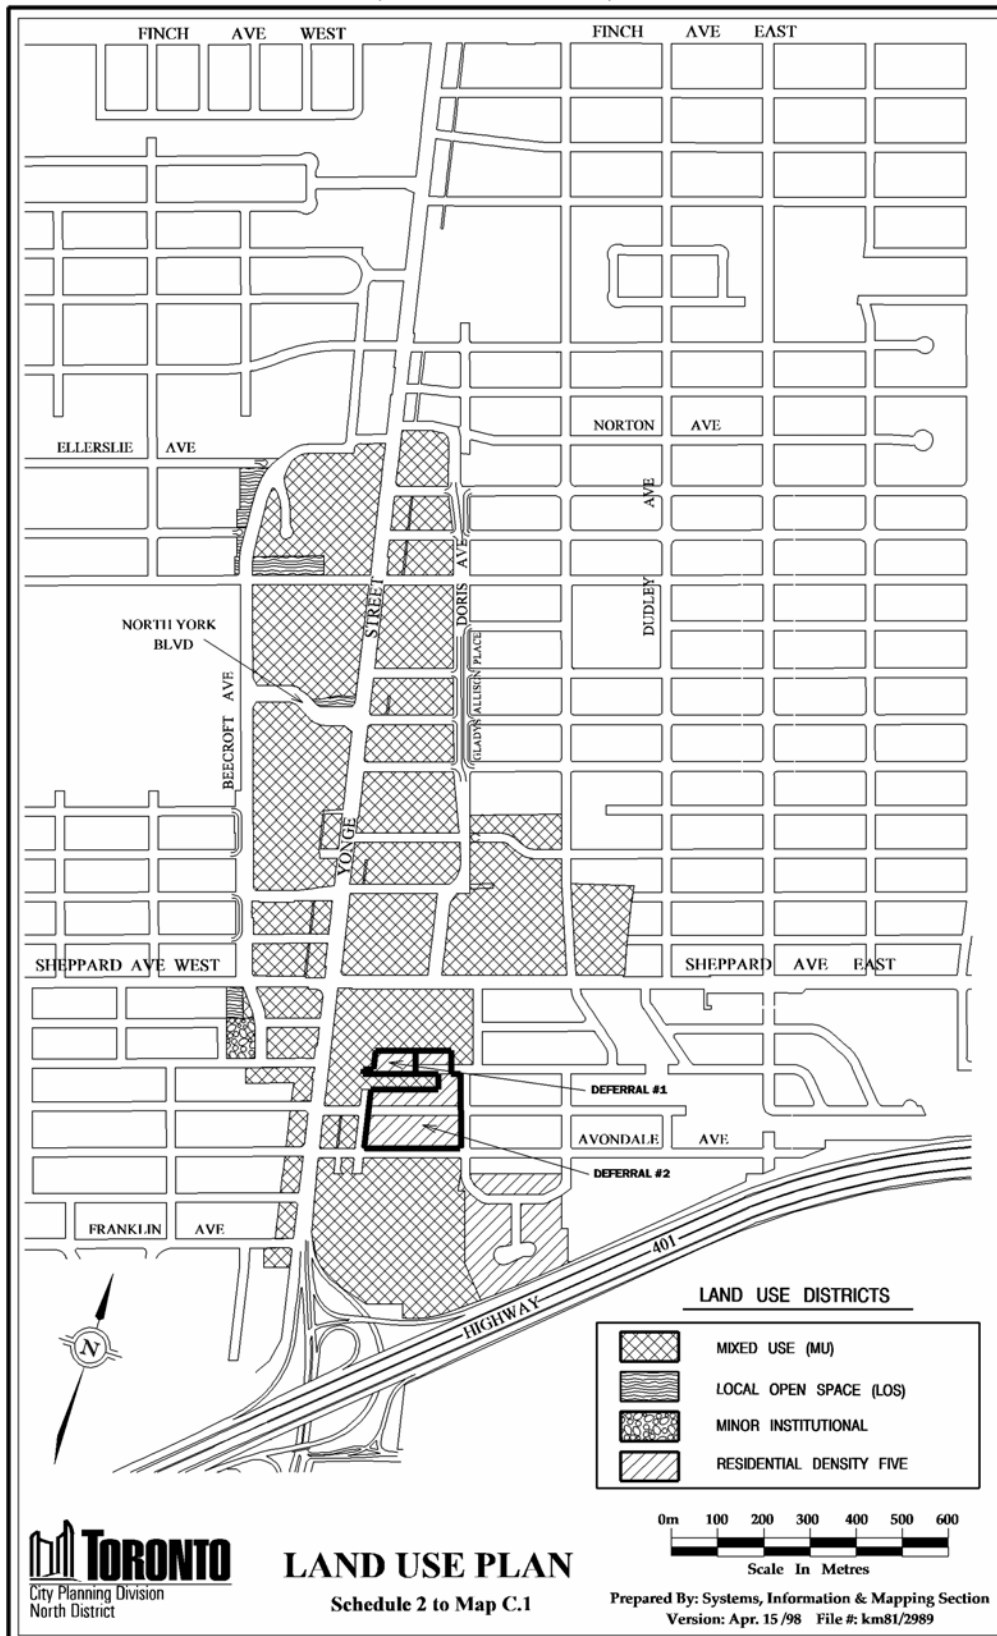 FINCH AVE WEST
FINCH AVE EAST
ELLERSLIE AVE
NORTON AVE
DUDLEY AVE
STREET
DORIS AVE
NORTH YORK
BLVD
GLADYS ALLISON PLACE
BEECROFT AVE
YONGE
SHEPPARD AVE WEST
SHEPPARD AVE EAST
DEFERRAL #1
AVONDALE AVE
DEFERRAL #2
FRANKLIN AVE
HIGHWAY 401
N
LAND USE DISTRICTS
MIXED USE (MU)
LOCAL OPEN SPACE (LOS)
MINOR INSTITUTIONAL
RESIDENTIAL DENSITY FIVE
0m 100 200 300 400 500 600
Scale In Metres
TORONTO
City Planning Division
North District
LAND USE PLAN
Schedule 2 to Map C.1
Prepared By: Systems, Information & Mapping Section
Version: Apr. 15/98 File #: km81/2989